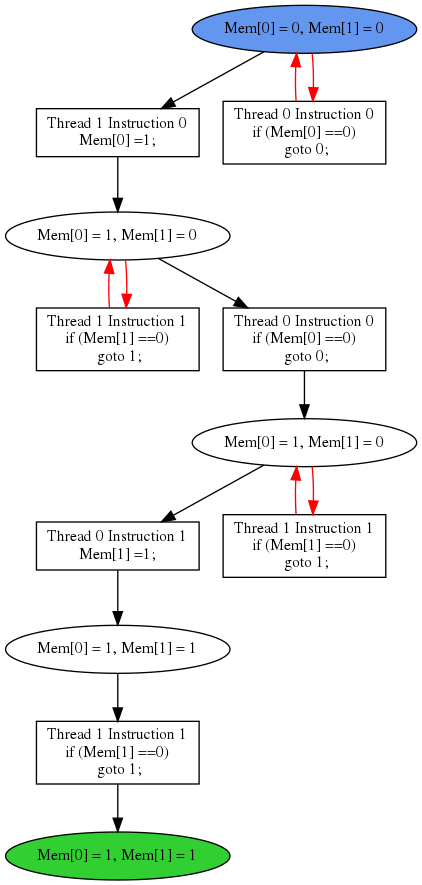 Mem[0] = 0, Mem[1] = 0
Thread 1 Instruction 0
Mem[0] =1;
Thread 0 Instruction 0
if (Mem[0] ==0)
goto 0;
Mem[0] = 1, Mem[1] = 0
Thread 1 Instruction 1
if (Mem[1] ==0)
goto 1;
Thread 0 Instruction 0
if (Mem[0] ==0)
goto 0;
Mem[0] = 1, Mem[1] = 0
Thread 0 Instruction 1
Mem[1] =1;
Thread 1 Instruction 1
if (Mem[1] ==0)
goto 1;
Mem[0] = 1, Mem[1] = 1
Thread 1 Instruction 1
if (Mem[1] ==0)
goto 1;
Mem[0] = 1, Mem[1] = 1